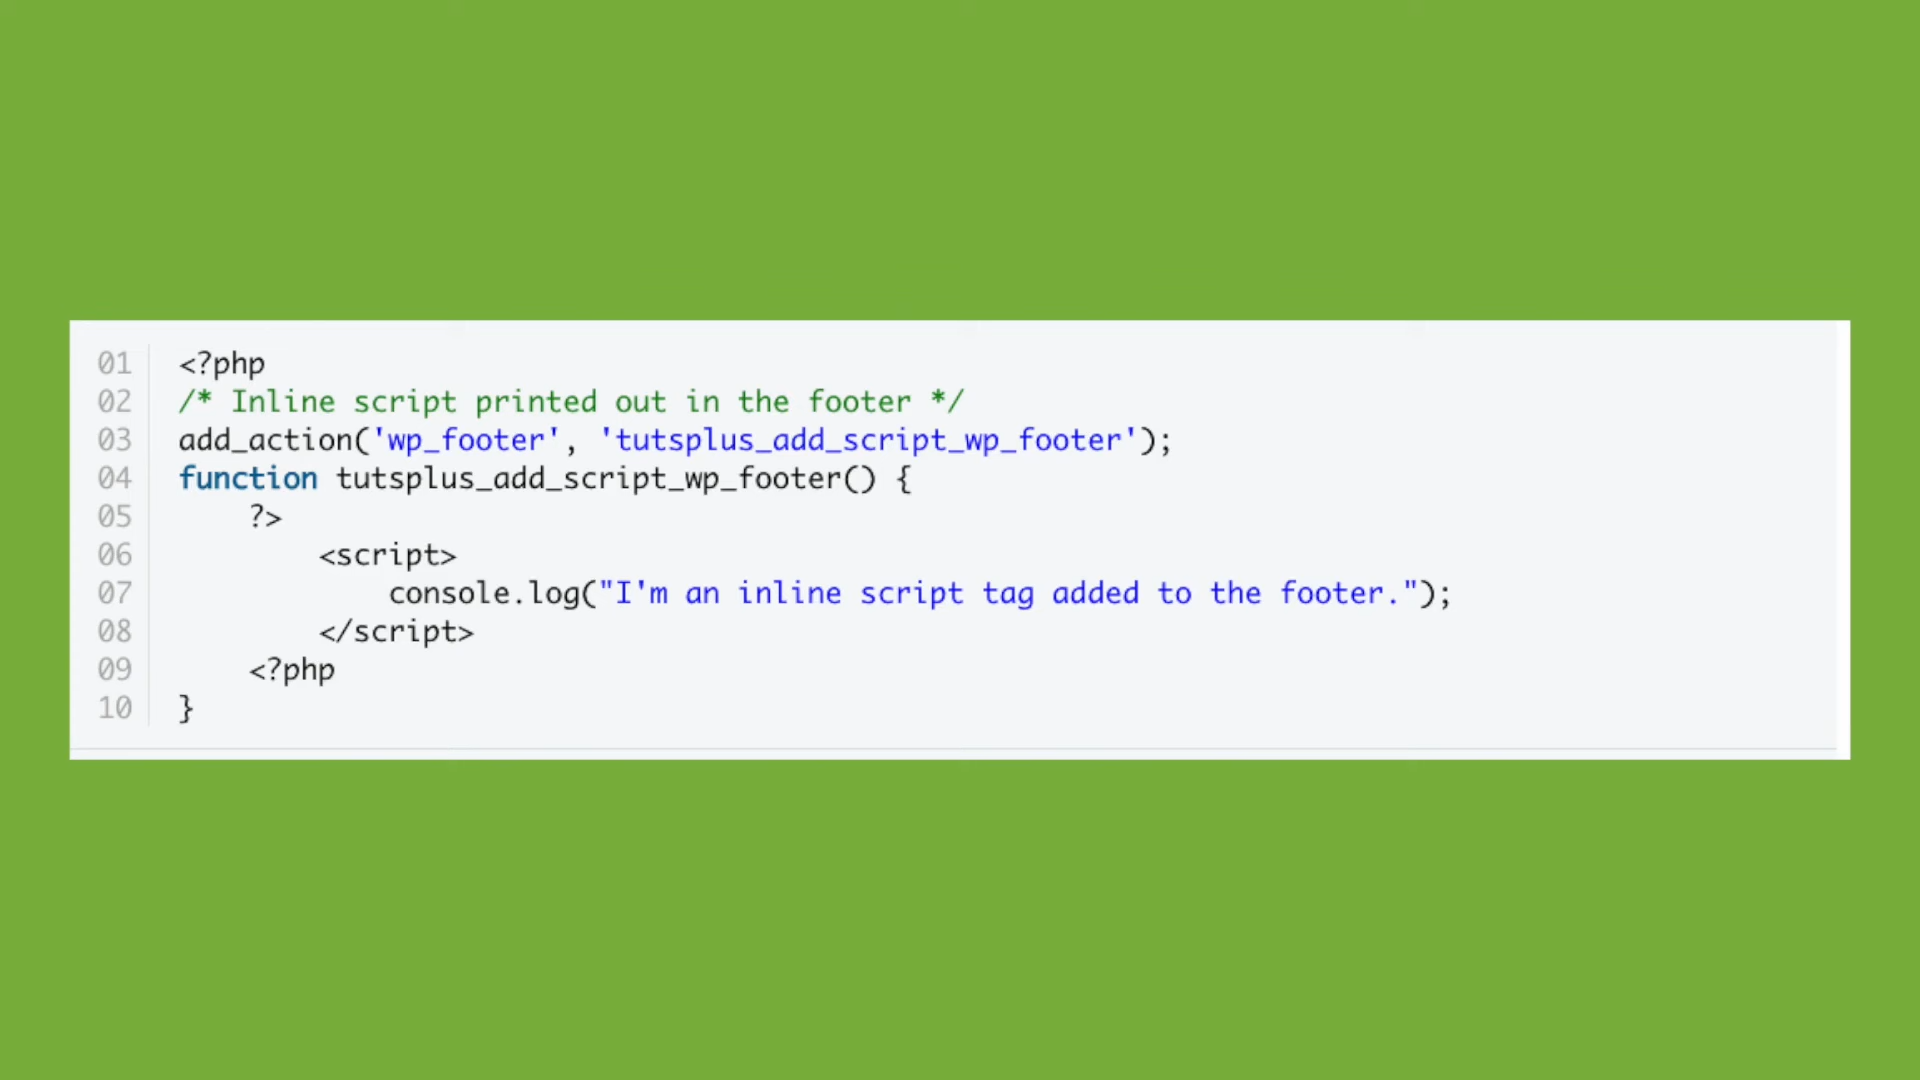 01 <?php
02 /* Inline script printed out in the footer */
03 add_action('wp_footer', 'tutsplus_add_script_wp_footer');
04 function tutsplus_add_script_wp_footer() {
05     ?>
06         <script>
07             console.log("I'm an inline script tag added to the footer.");
08         </script>
09     <?php
10 }